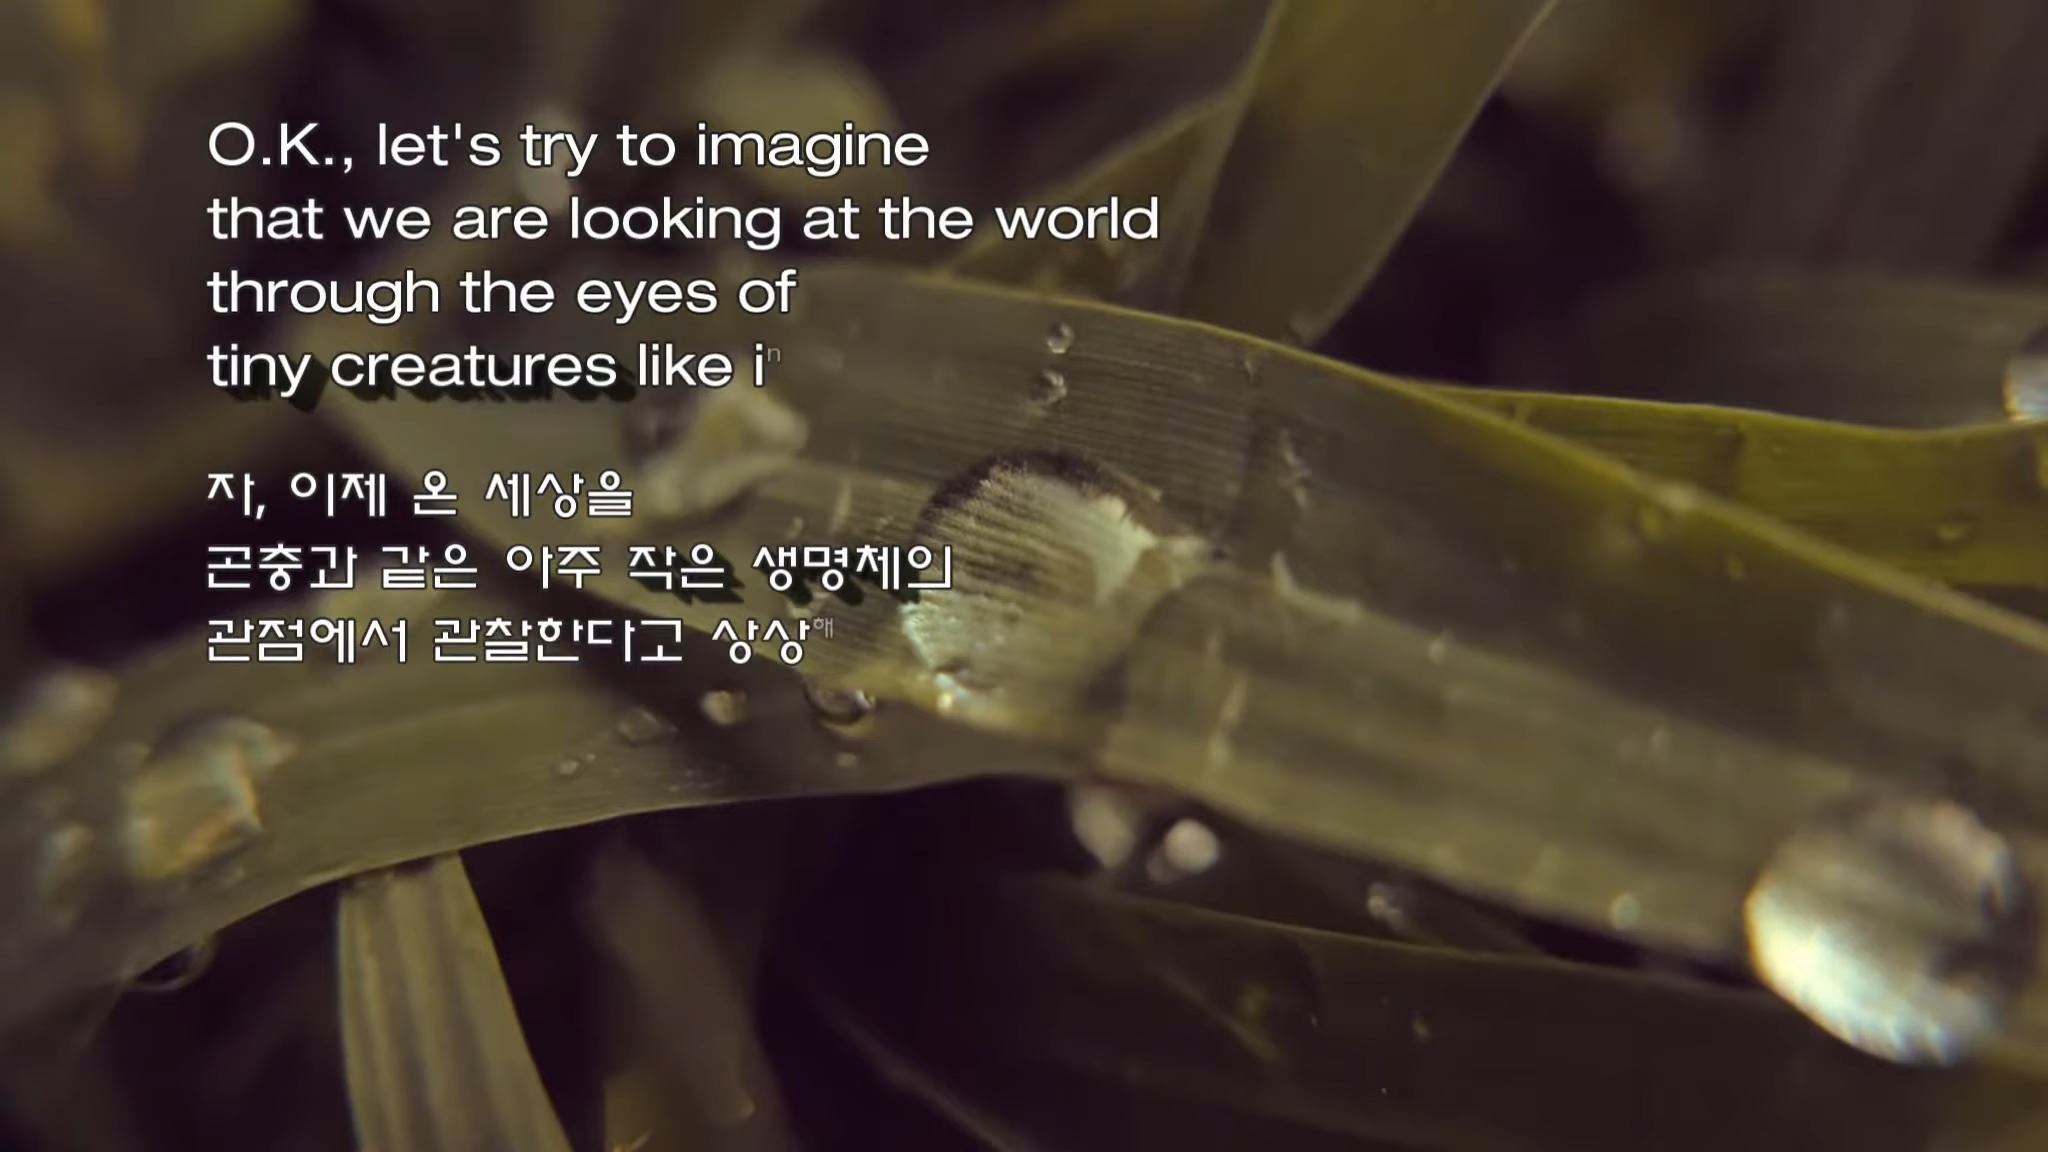 O.K., let's try to imagine
that we are looking at the world
through the eyes of
tiny creatures like in
자, 이제 온 세상을
곤충과 같은 아주 작은 생명체의
관점에서 관찰한다고 상상해